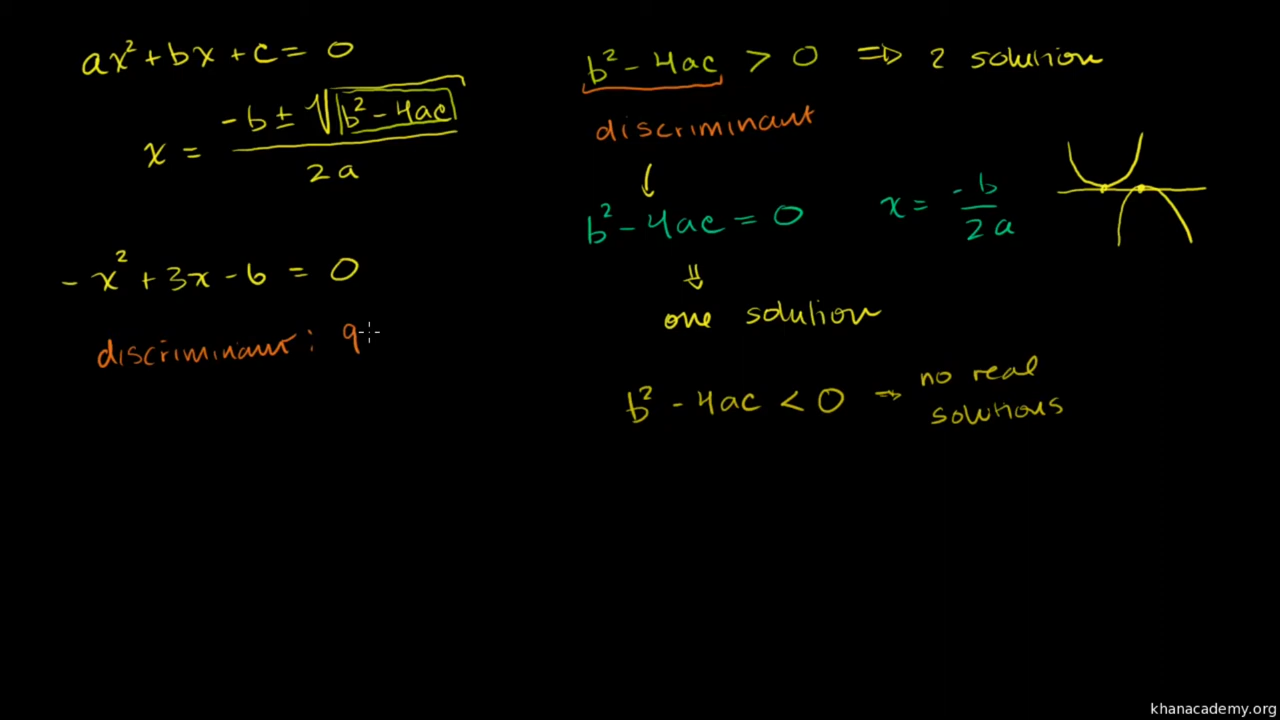 ax² + bx + c = 0
x = (-b ± √(b² - 4ac)) / 2a
-x² + 3x - 6 = 0
discriminant: 9
b² - 4ac > 0 ⇒ 2 solution
discriminant
↓
b² - 4ac = 0 x = -b / 2a
⇓
one solution
b² - 4ac < 0 ⇒ no real
solutions
khanacademy.org